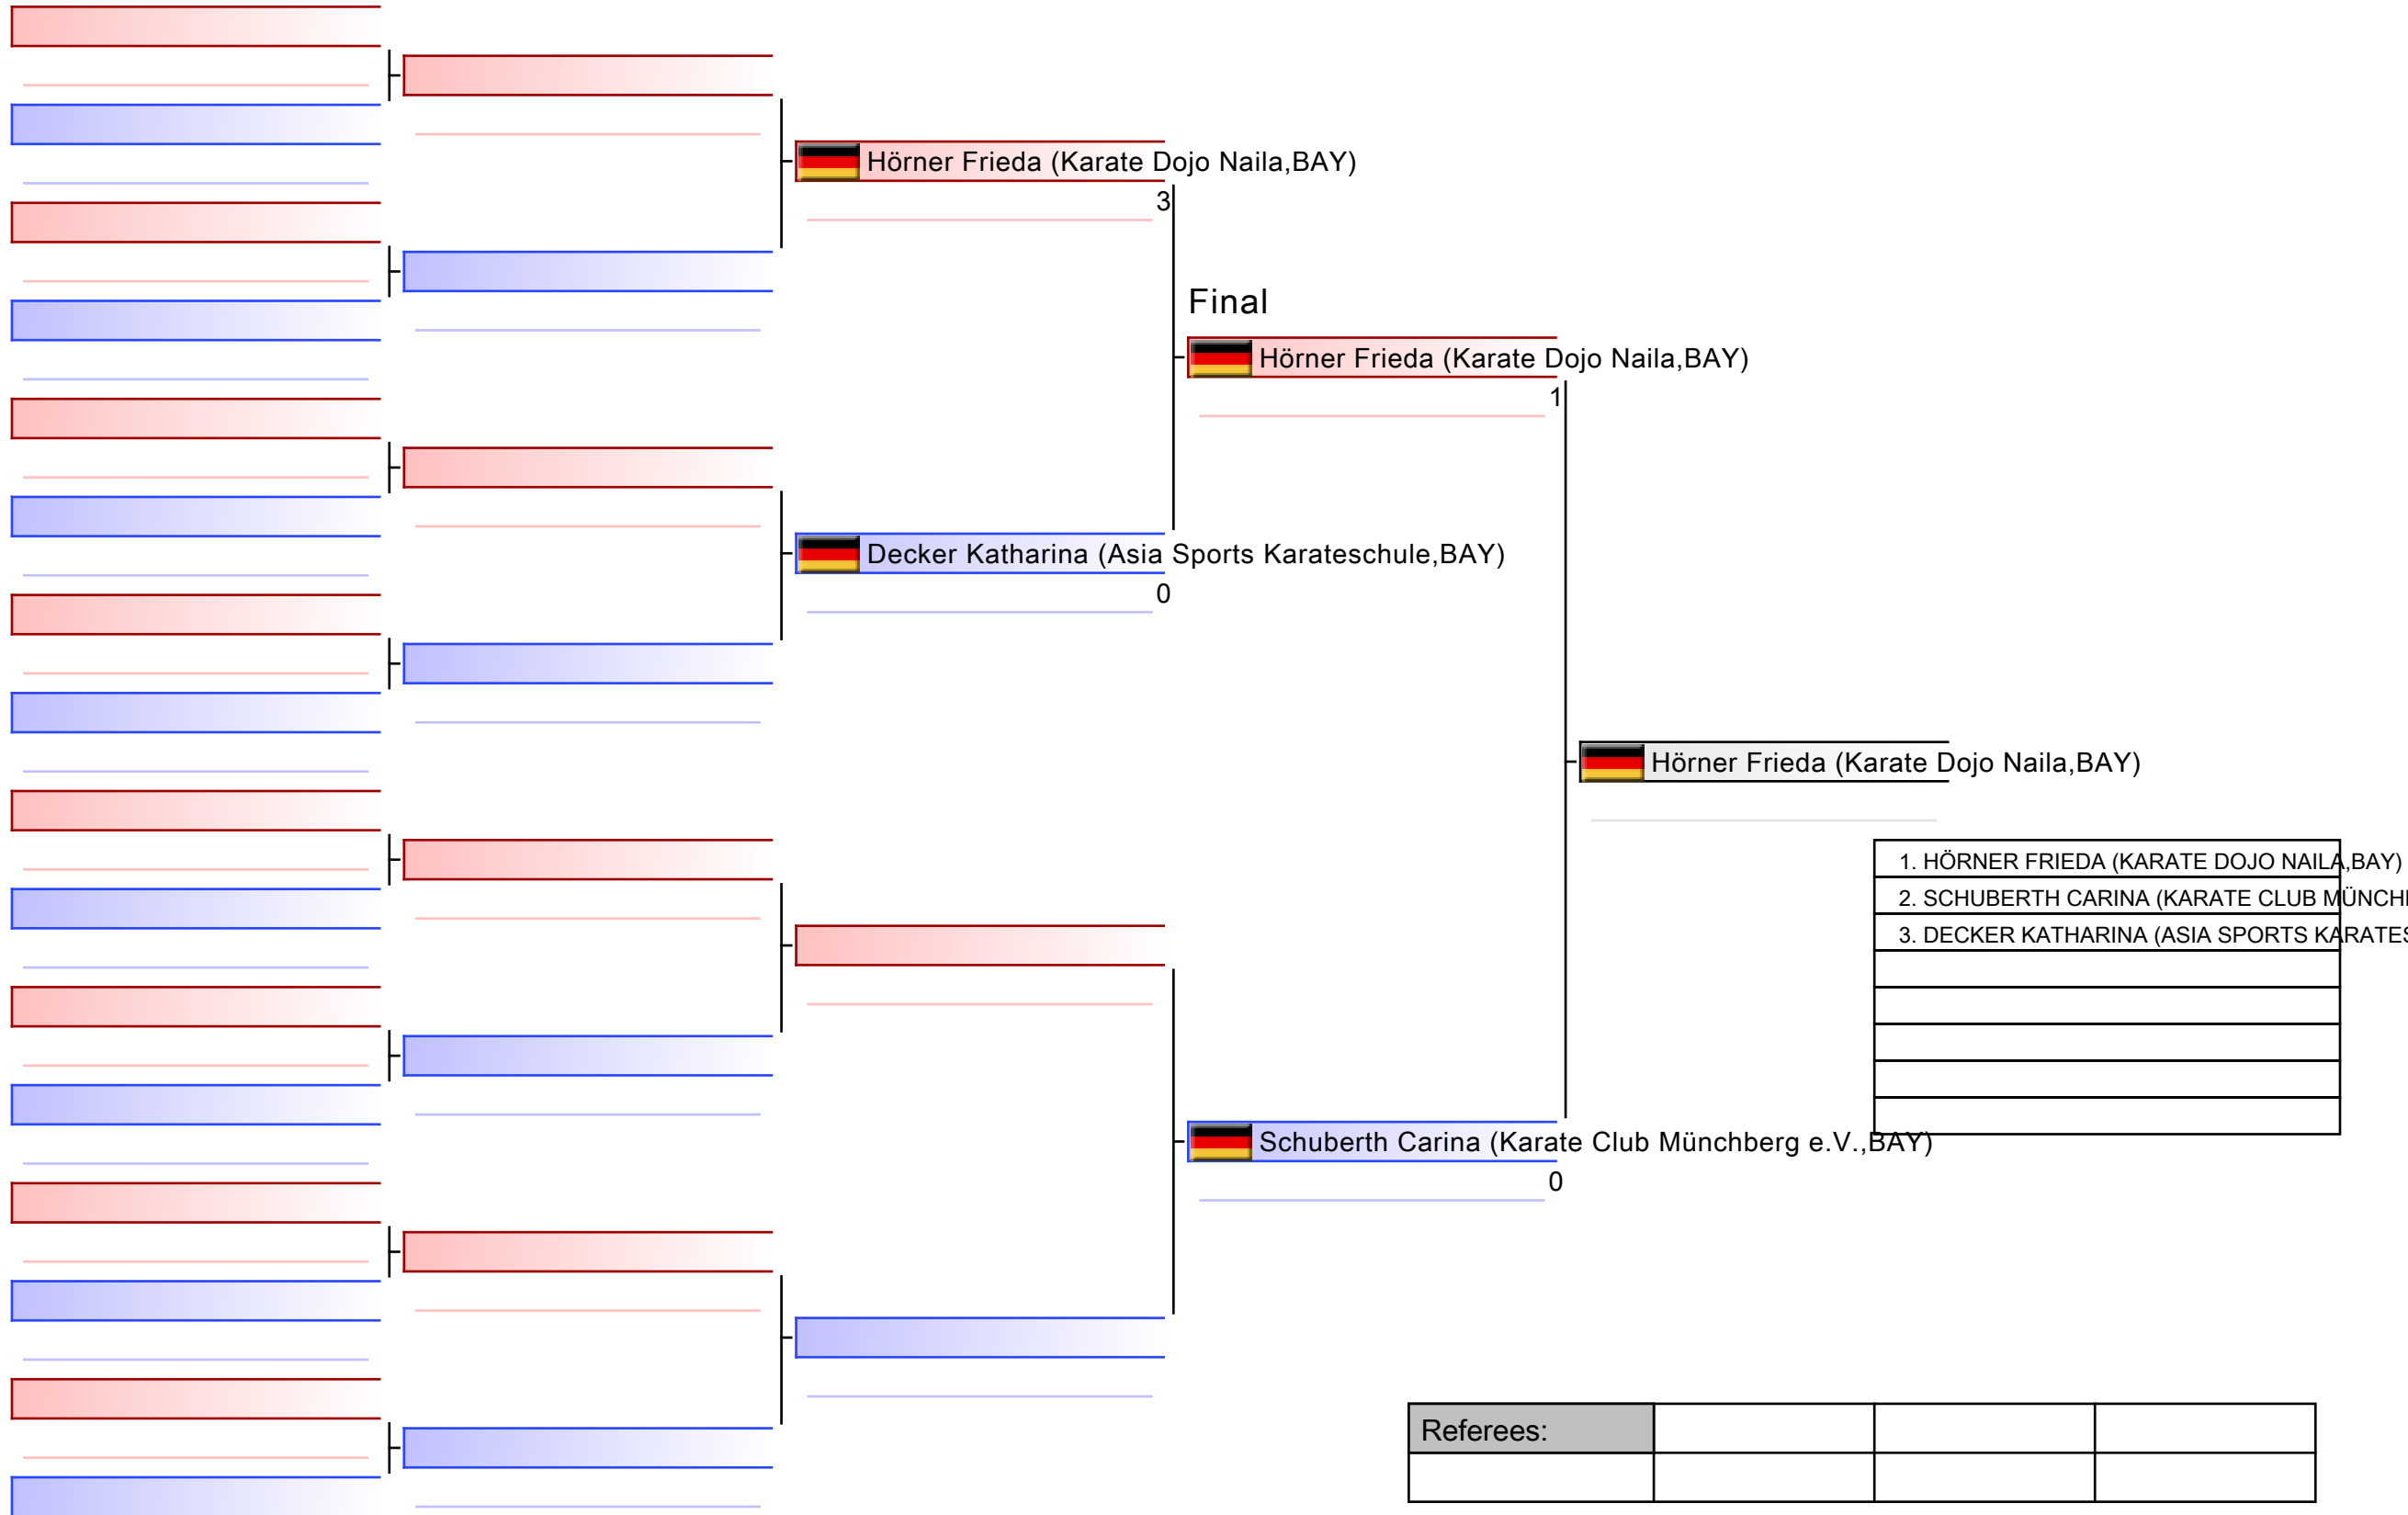 Hörner Frieda (Karate Dojo Naila,BAY)
3
Final
Hörner Frieda (Karate Dojo Naila,BAY)
1
Decker Katharina (Asia Sports Karateschule,BAY)
0
Hörner Frieda (Karate Dojo Naila,BAY)
1. HÖRNER FRIEDA (KARATE DOJO NAILA,BAY)
2. SCHUBERTH CARINA (KARATE CLUB
3. DECKER KATHARINA (ASIA SPORTS
Schuberth Carina (Karate Club Münchberg e.V.,BAY)
0
Referees: